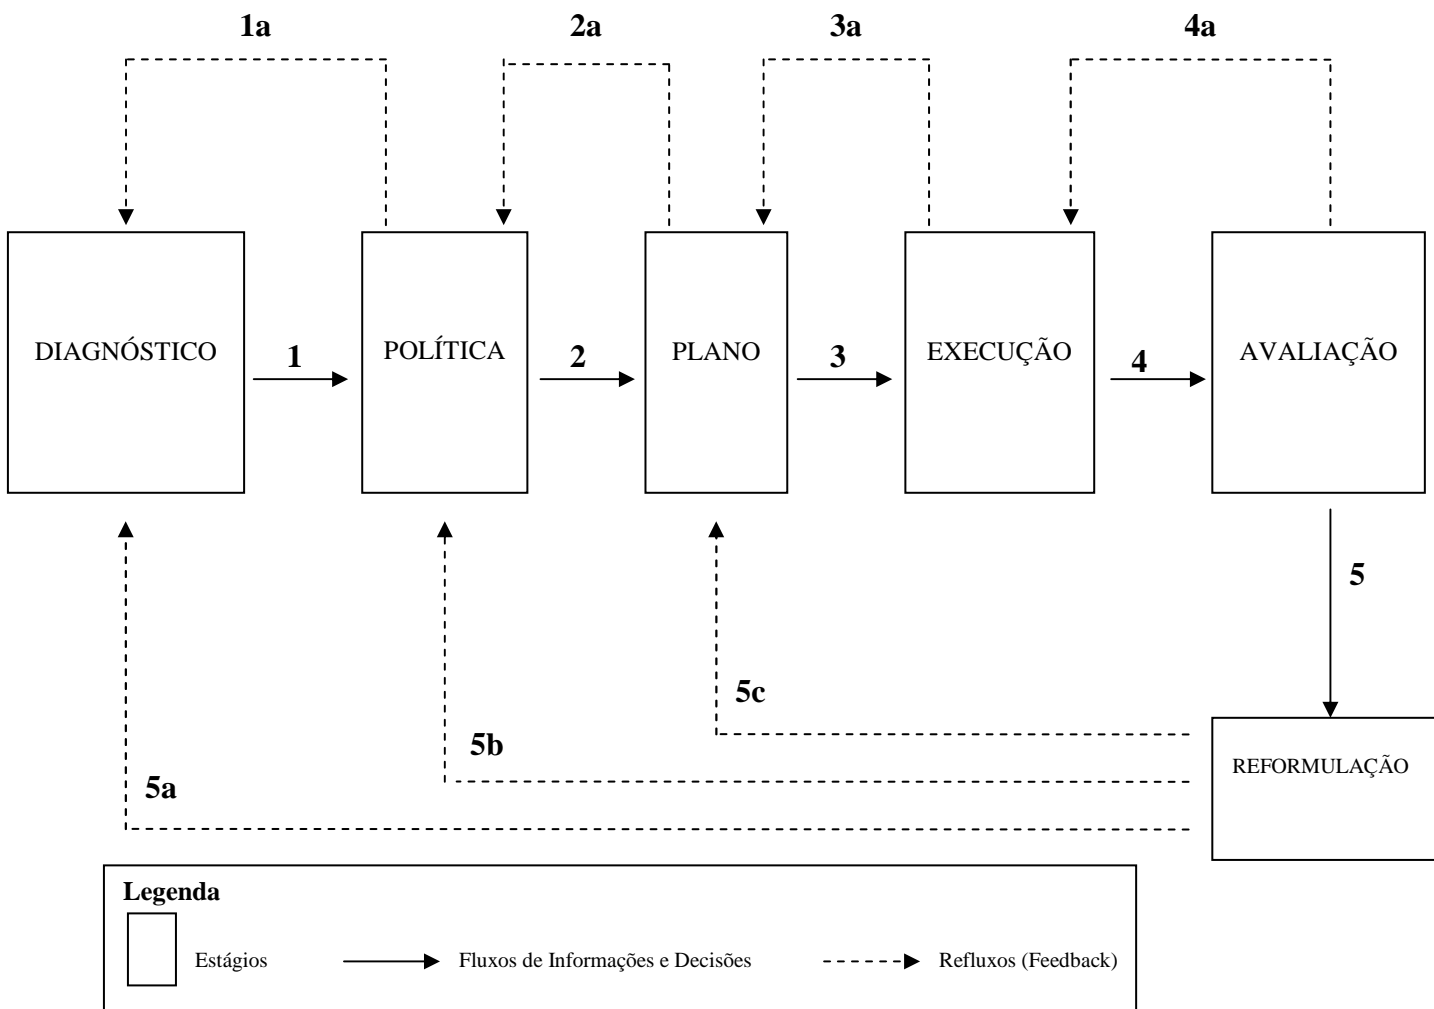 1a
2a
3a
4a
DIAGNÓSTICO
1
POLÍTICA
2
PLANO
3
EXECUÇÃO
4
AVALIAÇÃO
5
5c
5b
5a
REFORMULAÇÃO
Legenda
Estágios
Fluxos de Informações e Decisões
Refluxos (Feedback)